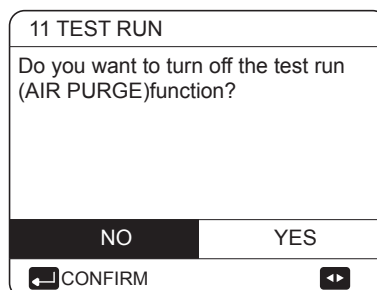 11 TEST RUN
Do you want to turn off the test run
(AIR PURGE)function?
NO YES
CONFIRM